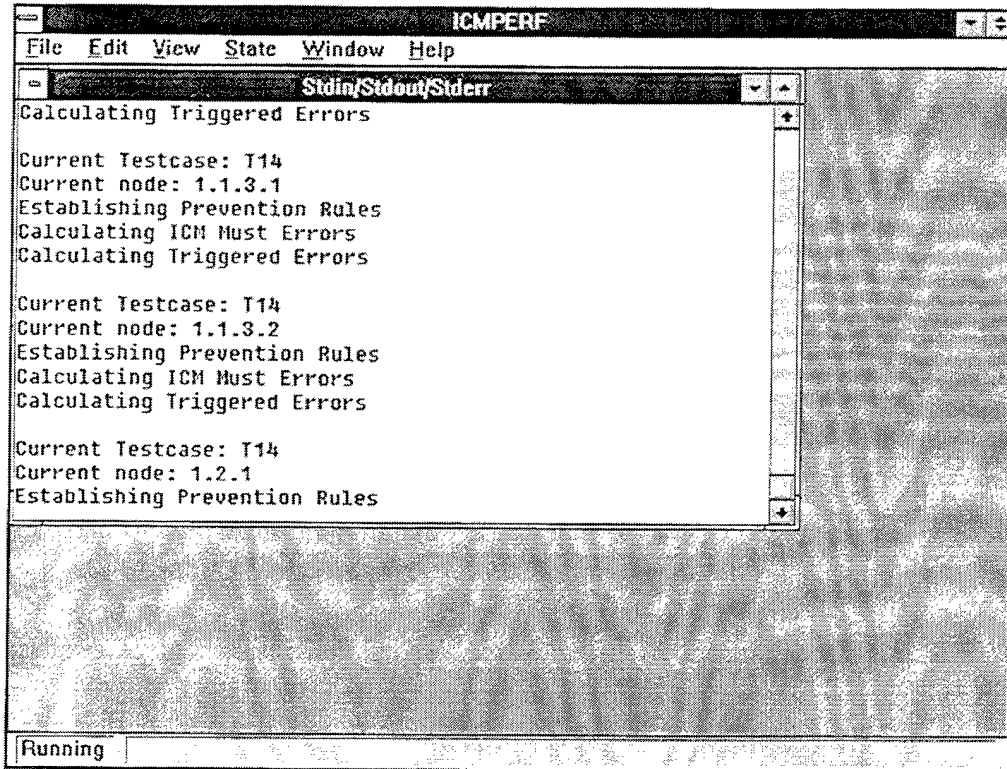 ICMPERF
File Edit View State Window Help
Stdin/Stdout/Stderr
Calculating Triggered Errors
Current Testcase: T14
Current node: 1.1.3.1
Establishing Prevention Rules
Calculating ICM Must Errors
Calculating Triggered Errors
Current Testcase: T14
Current node: 1.1.3.2
Establishing Prevention Rules
Calculating ICM Must Errors
Calculating Triggered Errors
Current Testcase: T14
Current node: 1.2.1
Establishing Prevention Rules
Running